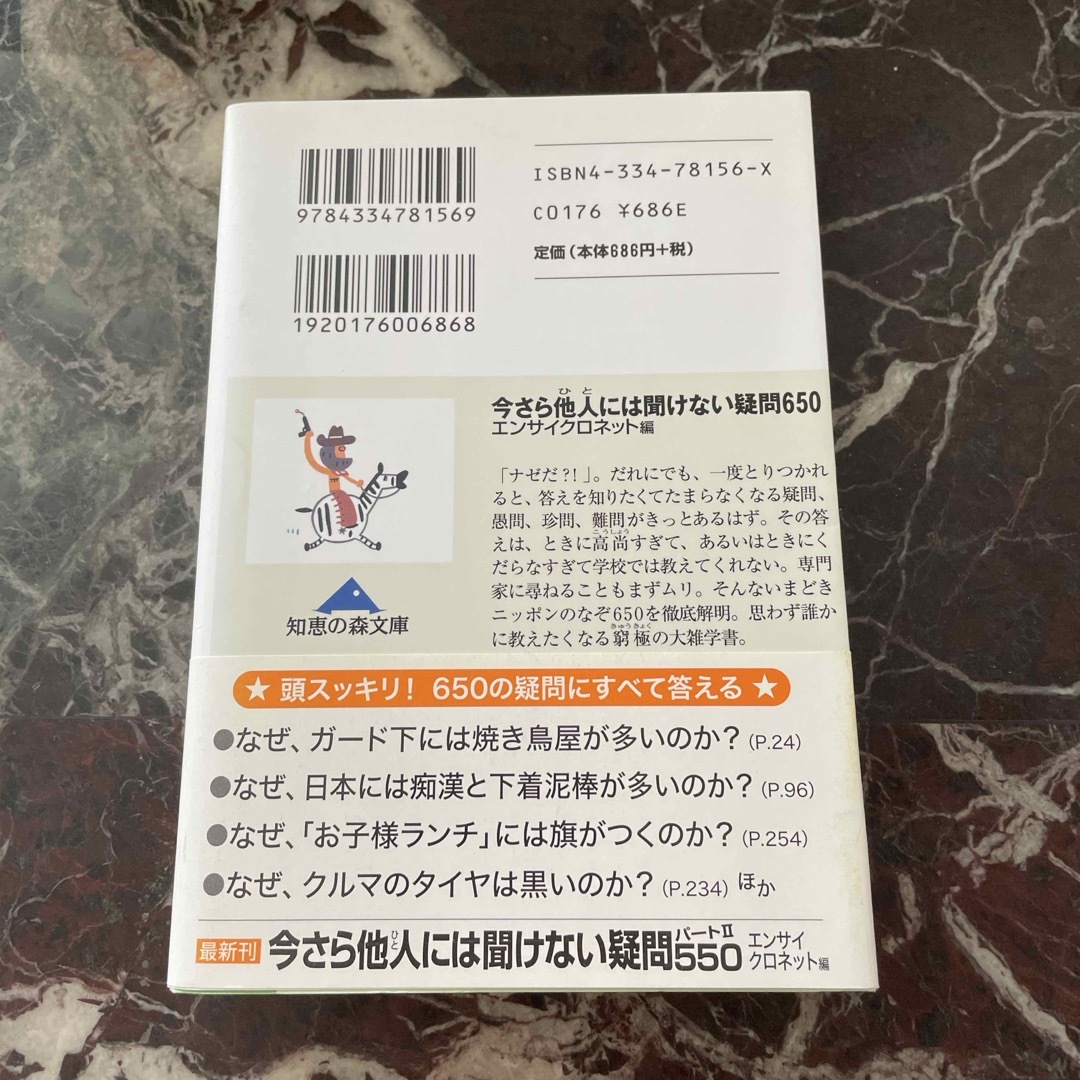 9784334781569
ISBN4-334-78156-X
C0176 ¥686E
定価(本体686円+税)
1920176006868
今さら他人には聞けない疑問650
ひと
エンサイクロネット編
「ナゼだ?!」。だれにでも、一度とりつかれ
ると、答えを知りたくてたまらなくなる疑問、
愚問、珍問、難問がきっとあるはず。その答
えは、ときに高尚すぎて、あるいはときにく
こうしょう
だらなすぎて学校では教えてくれない。専門
家に尋ねることもまずムリ。そんないまどき
ニッポンのなぞ650を徹底解明。思わず誰か
に教えたくなる窮極の大雑学書。
きゅうきょく
知恵の森文庫
★ 頭スッキリ! 650の疑問にすべて答える ★
●なぜ、ガード下には焼き鳥屋が多いのか? (P.24)
●なぜ、日本には痴漢と下着泥棒が多いのか? (P.96)
●なぜ、「お子様ランチ」には旗がつくのか? (P.254)
●なぜ、クルマのタイヤは黒いのか? (P.234) ほか
最新刊 今さら他人には聞けない疑問550 パートII
ひと
エンサイ
クロネット編